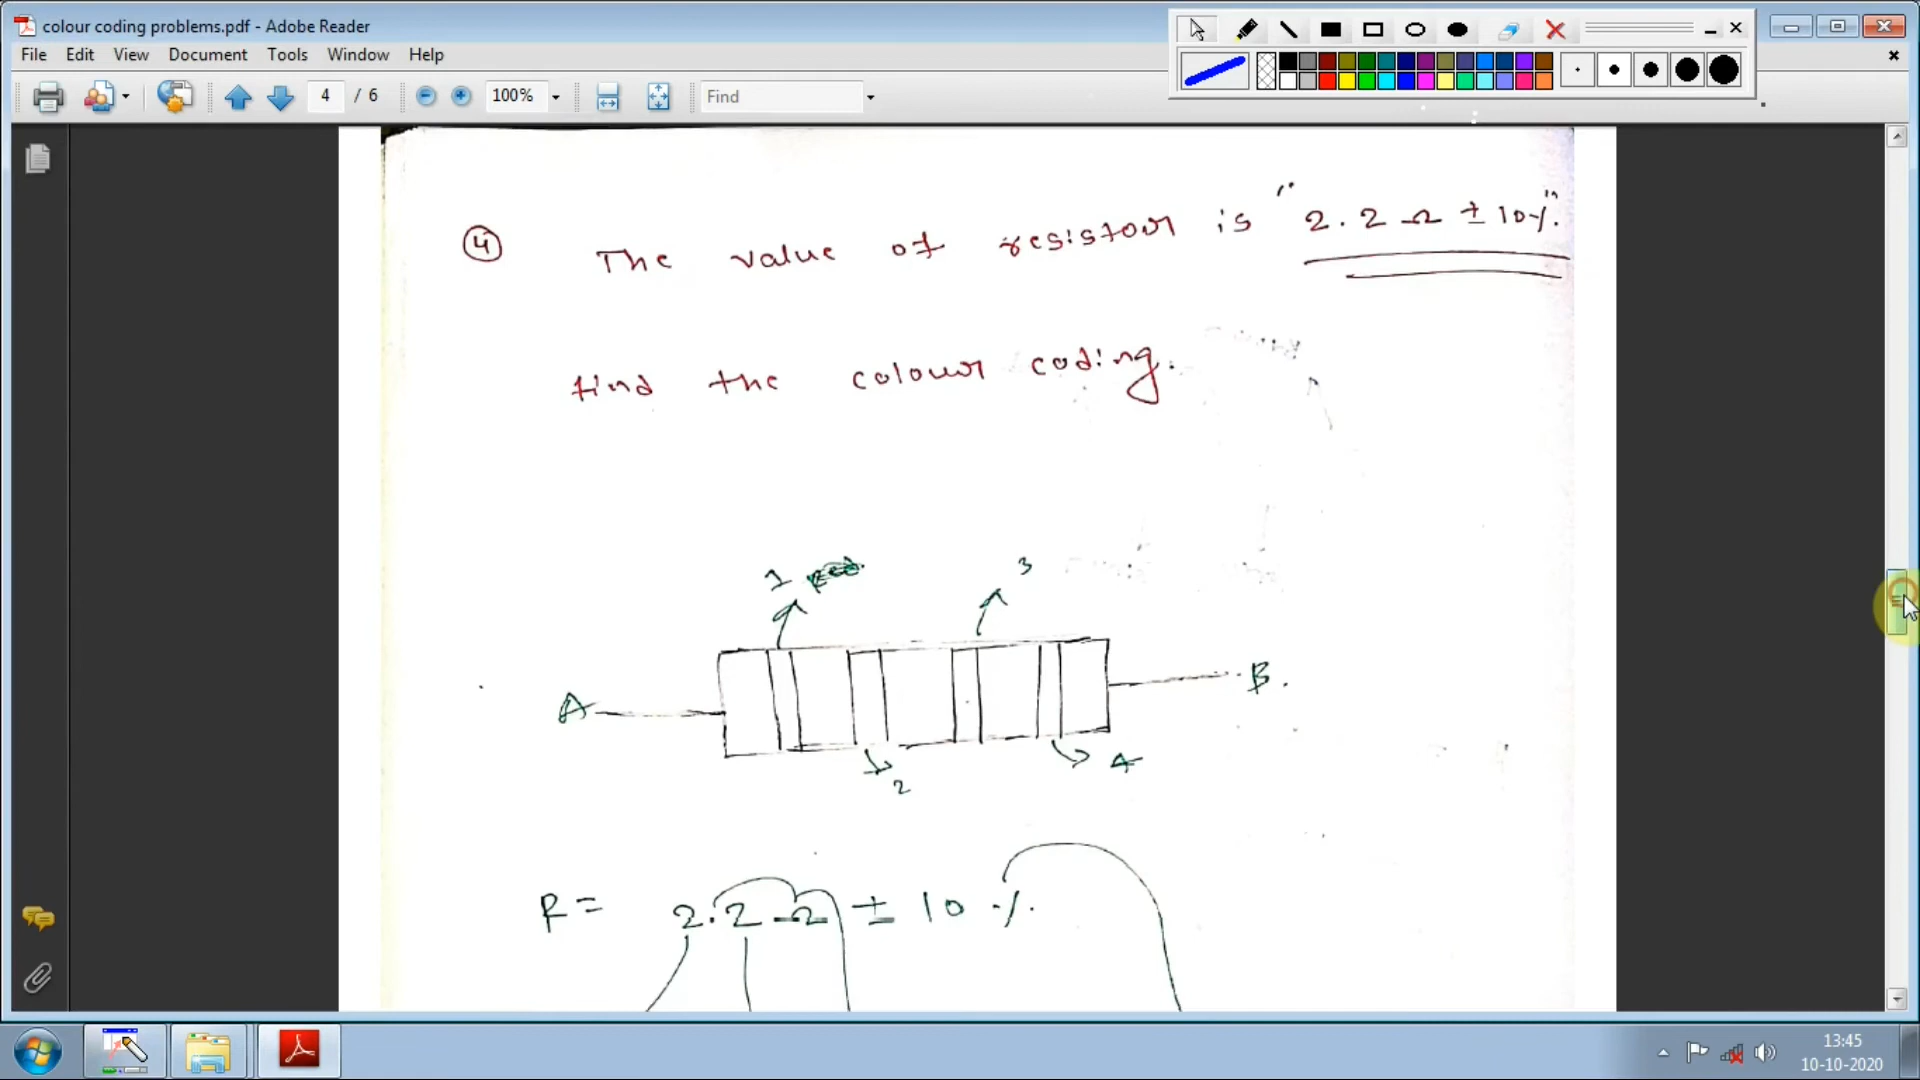 colour coding problems.pdf - Adobe Reader
File Edit View Document Tools Window Help
4 / 6 100% Find
4 The value of resistor is "2.2 Ω ± 10%."
find the colour coding.
1 3
A B.
2 4
R = 2.2 Ω ± 10 %.
13:45
10-10-2020